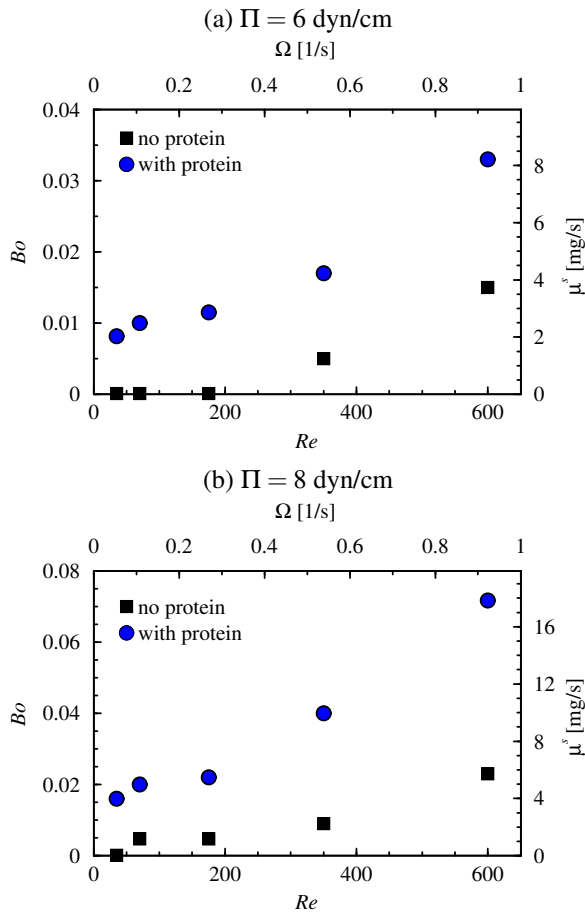 (a) Π = 6 dyn/cm
Ω [1/s]
0 0.2 0.4 0.6 0.8 1
0.04
0.03
0.02
0.01
0
Bo
no protein
with protein
8
6
4
2
0
μˢ [mg/s]
0 200 400 600
Re
(b) Π = 8 dyn/cm
Ω [1/s]
0 0.2 0.4 0.6 0.8 1
0.08
0.06
0.04
0.02
0
Bo
no protein
with protein
16
12
8
4
0
μˢ [mg/s]
0 200 400 600
Re